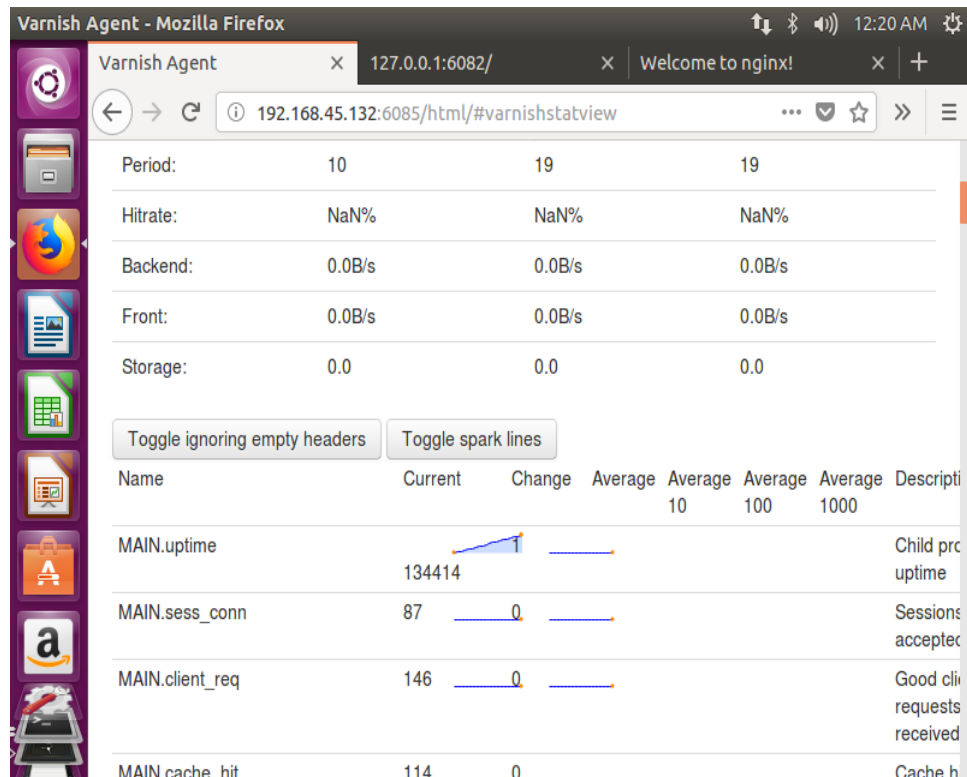 Varnish Agent - Mozilla Firefox 12:20 AM
Varnish Agent × 127.0.0.1:6082/ × Welcome to nginx! × +
192.168.45.132:6085/html/#varnishstatview
Period: 10 19 19
Hitrate: NaN% NaN% NaN%
Backend: 0.0B/s 0.0B/s 0.0B/s
Front: 0.0B/s 0.0B/s 0.0B/s
Storage: 0.0 0.0 0.0
Toggle ignoring empty headers Toggle spark lines
Name Current Change Average Average Average Average Descripti
10 100 1000
MAIN.uptime 1 Child pro
134414 uptime
MAIN.sess_conn 87 0 Sessions
accepted
MAIN.client_req 146 0 Good clie
requests
received
MAIN.cache_hit 114 0 Cache h